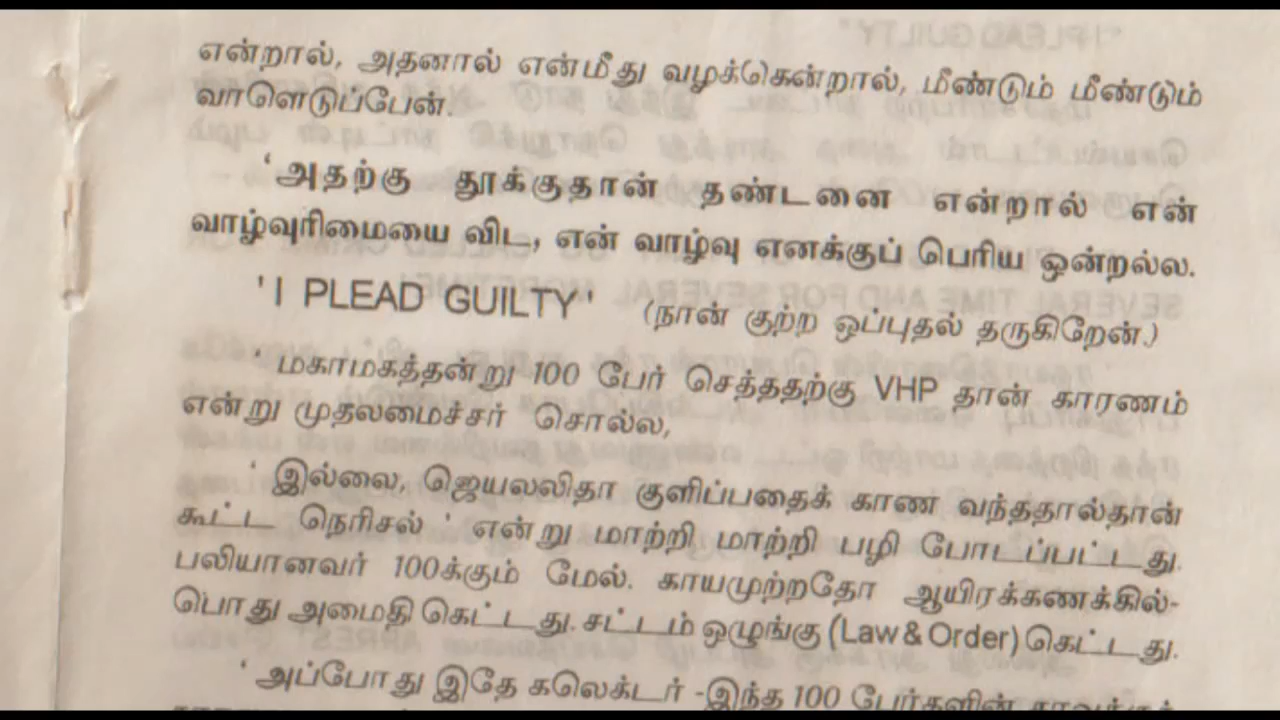 என்றால், அதனால் என்மீது வழக்கென்றால், மீண்டும் மீண்டும்
வாளெடுப்பேன்.
' அதற்கு தூக்குதான் தண்டனை என்றால் என்
வாழ்வுரிமையை விட, என் வாழ்வு எனக்குப் பெரிய ஒன்றல்ல.
' I PLEAD GUILTY ' (நான் குற்ற ஒப்புதல் தருகிறேன்.)
' மகாமகத்தன்று 100 பேர் செத்ததற்கு VHP தான் காரணம்
என்று முதலமைச்சர் சொல்ல,
' இல்லை, ஜெயலலிதா குளிப்பதைக் காண வந்ததால்தான்
கூட்ட நெரிசல் ' என்று மாற்றி மாற்றி பழி போடப்பட்டது.
பலியானவர் 100க்கும் மேல். காயமுற்றதோ ஆயிரக்கணக்கில்-
பொது அமைதி கெட்டது. சட்டம் ஒழுங்கு (Law & Order) கெட்டது.
' அப்போது இதே கலெக்டர் -இந்த 100 பேர்களின்